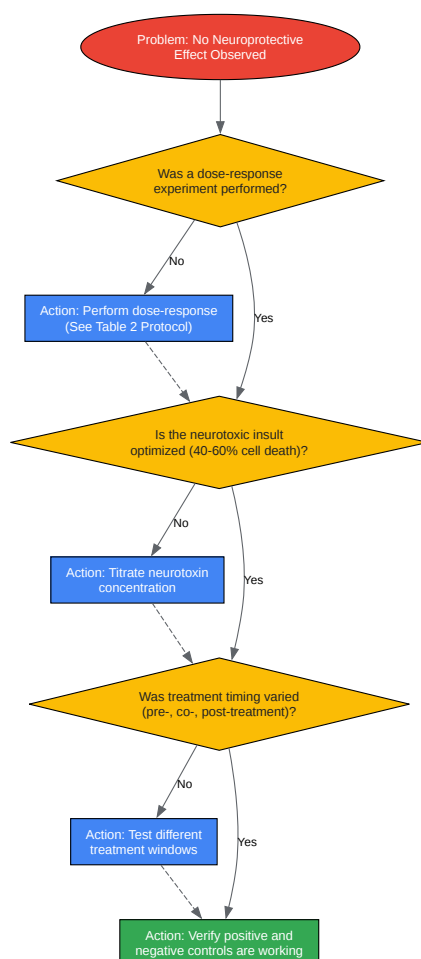 Problem: No Neuroprotective
Effect Observed
Was a dose-response
experiment performed?
No
Yes
Action: Perform dose-response
(See Table 2 Protocol)
Is the neurotoxic insult
optimized (40-60% cell death)?
No
Yes
Action: Titrate neurotoxin
concentration
Was treatment timing varied
(pre-, co-, post-treatment)?
No
Yes
Action: Test different
treatment windows
Action: Verify positive and
negative controls are working